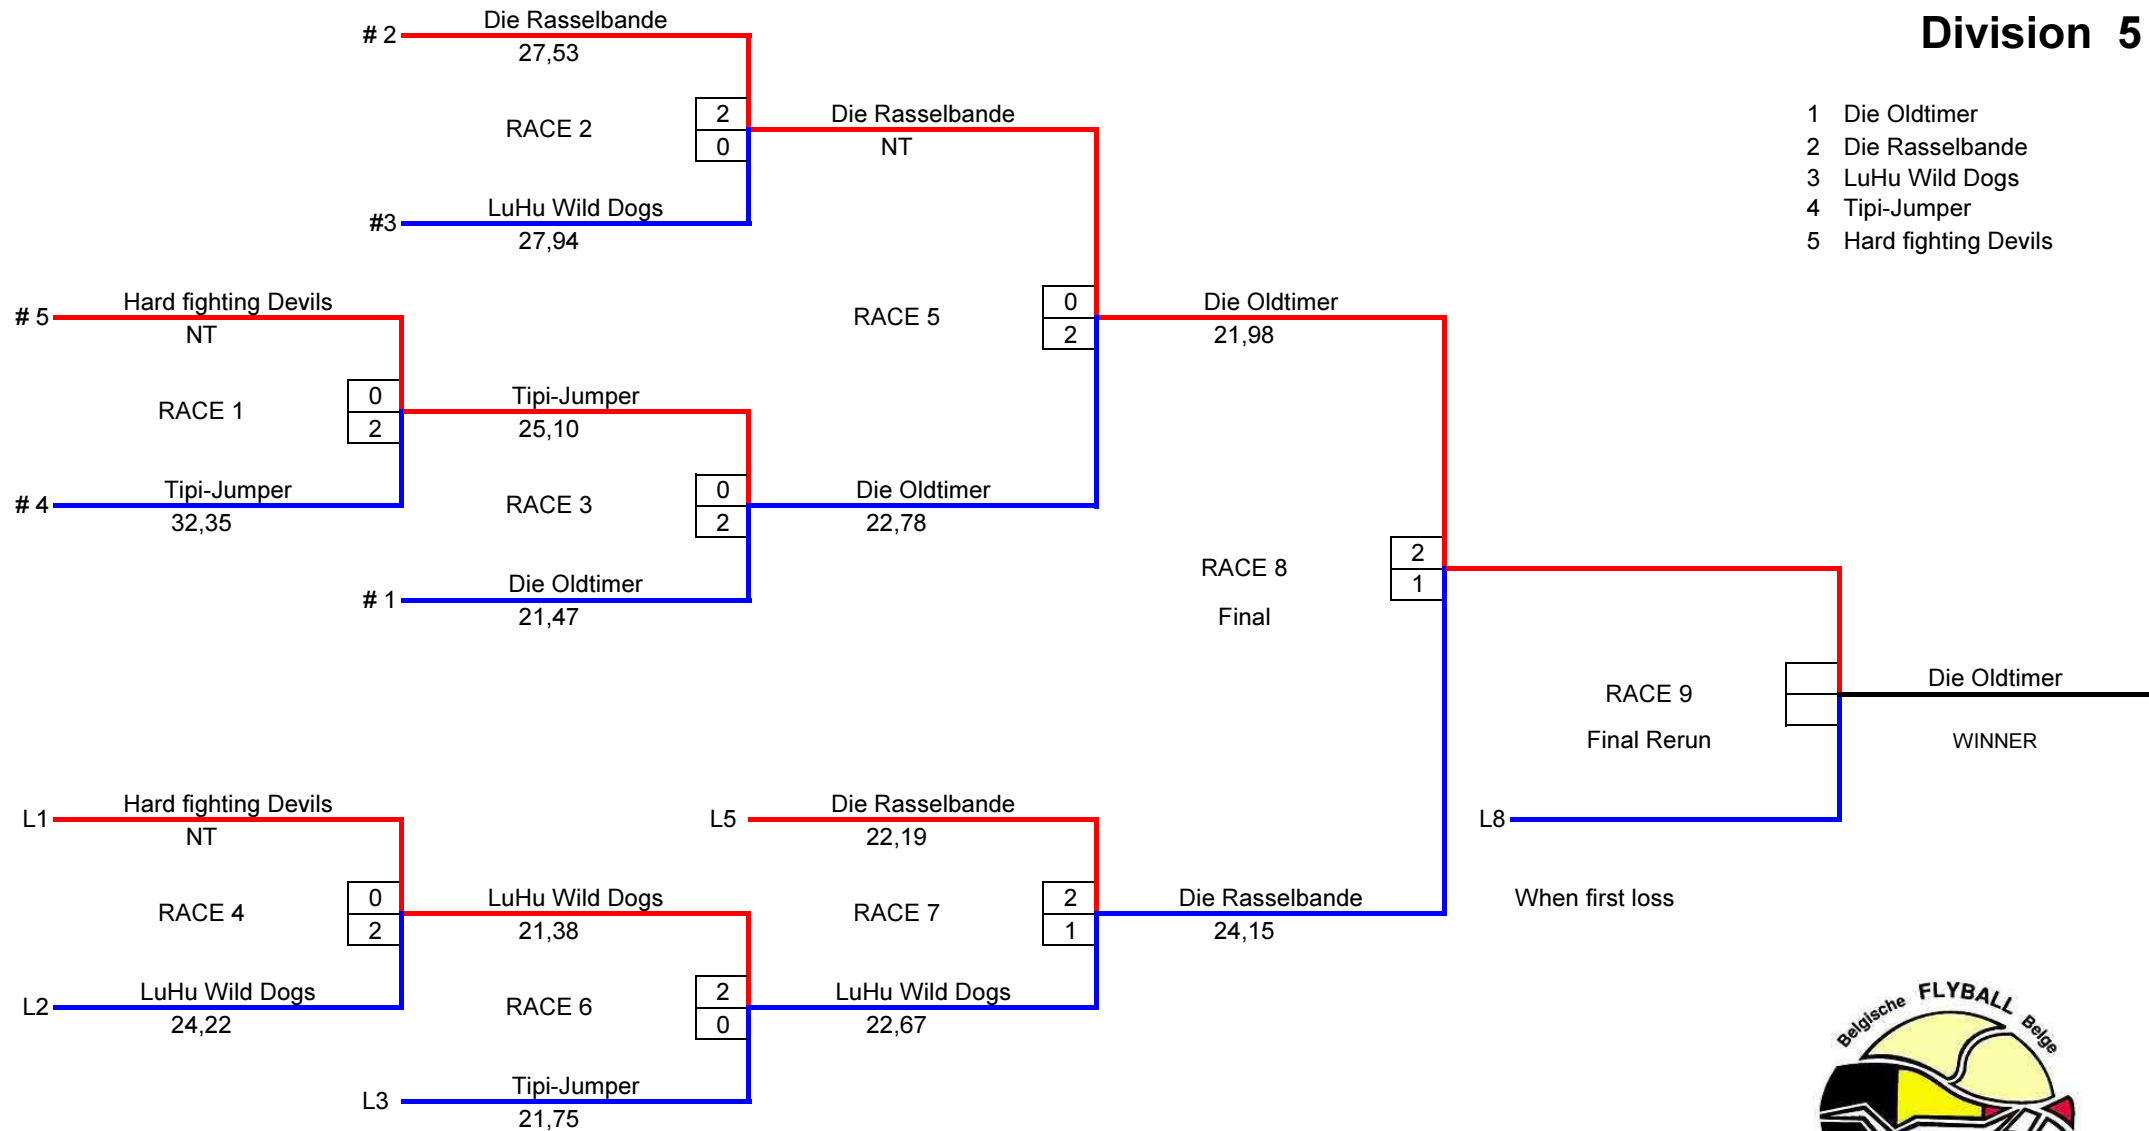 Division 5
1 Die Oldtimer
2 Die Rasselbande
3 LuHu Wild Dogs
4 Tipi-Jumper
5 Hard fighting Devils
# 2 Die Rasselbande
27,53
RACE 2
2
0
#3 LuHu Wild Dogs
27,94
Die Rasselbande
NT
# 5 Hard fighting Devils
NT
RACE 1
0
2
# 4 Tipi-Jumper
32,35
Tipi-Jumper
25,10
RACE 3
0
2
# 1 Die Oldtimer
21,47
RACE 5
0
2
Die Oldtimer
22,78
Die Oldtimer
21,98
RACE 8
Final
2
1
RACE 9
Final Rerun
Die Oldtimer
WINNER
L8
When first loss
L1 Hard fighting Devils
NT
RACE 4
0
2
L2 LuHu Wild Dogs
24,22
LuHu Wild Dogs
21,38
RACE 6
2
0
L3 Tipi-Jumper
21,75
L5 Die Rasselbande
22,19
RACE 7
2
1
LuHu Wild Dogs
22,67
Die Rasselbande
24,15
Belgische FLYBALL Belge